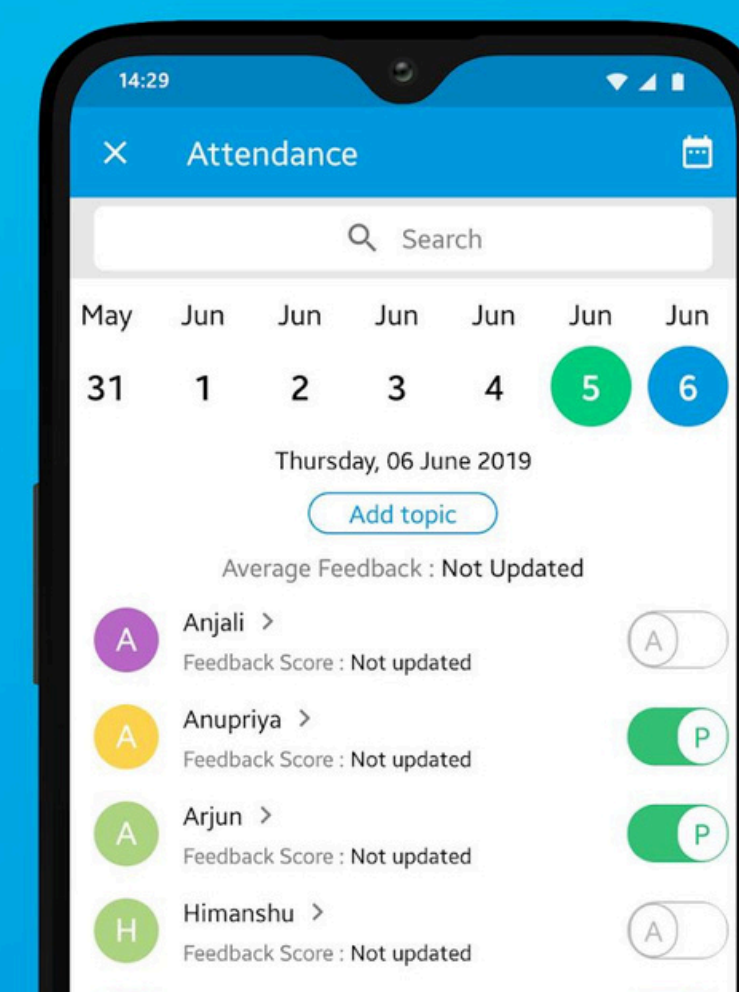 14:29
Attendance
Search
May Jun Jun Jun Jun Jun Jun
31 1 2 3 4 5 6
Thursday, 06 June 2019
Add topic
Average Feedback : Not Updated
A Anjali > A
Feedback Score : Not updated
A Anupriya > P
Feedback Score : Not updated
A Arjun > P
Feedback Score : Not updated
H Himanshu > A
Feedback Score : Not updated